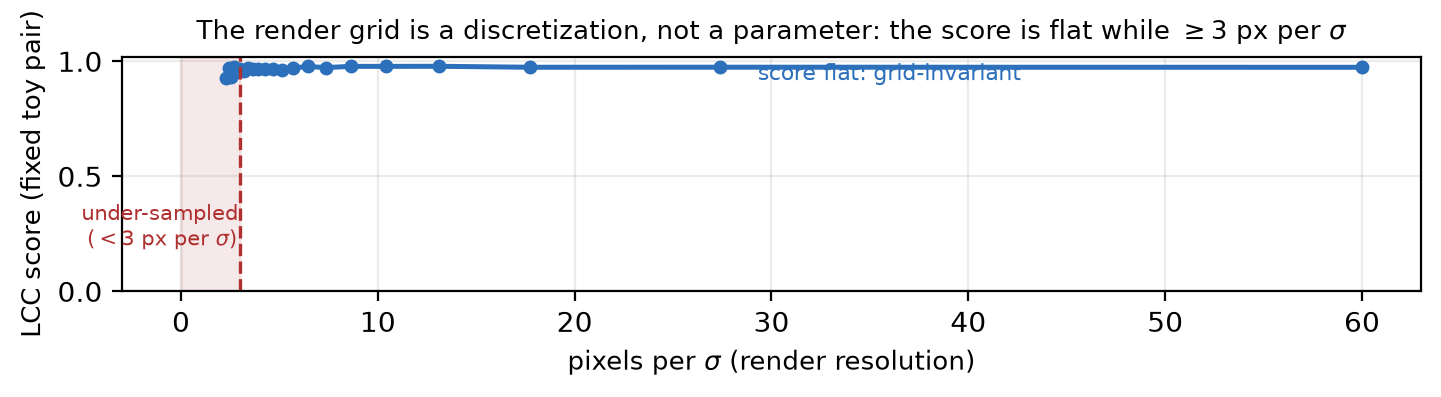 The render grid is a discretization, not a parameter: the score is flat while ≥ 3 px per σ
LCC score (fixed toy pair)
1.0
0.5
0.0
score flat: grid-invariant
under-sampled
(< 3 px per σ)
0 10 20 30 40 50 60
pixels per σ (render resolution)